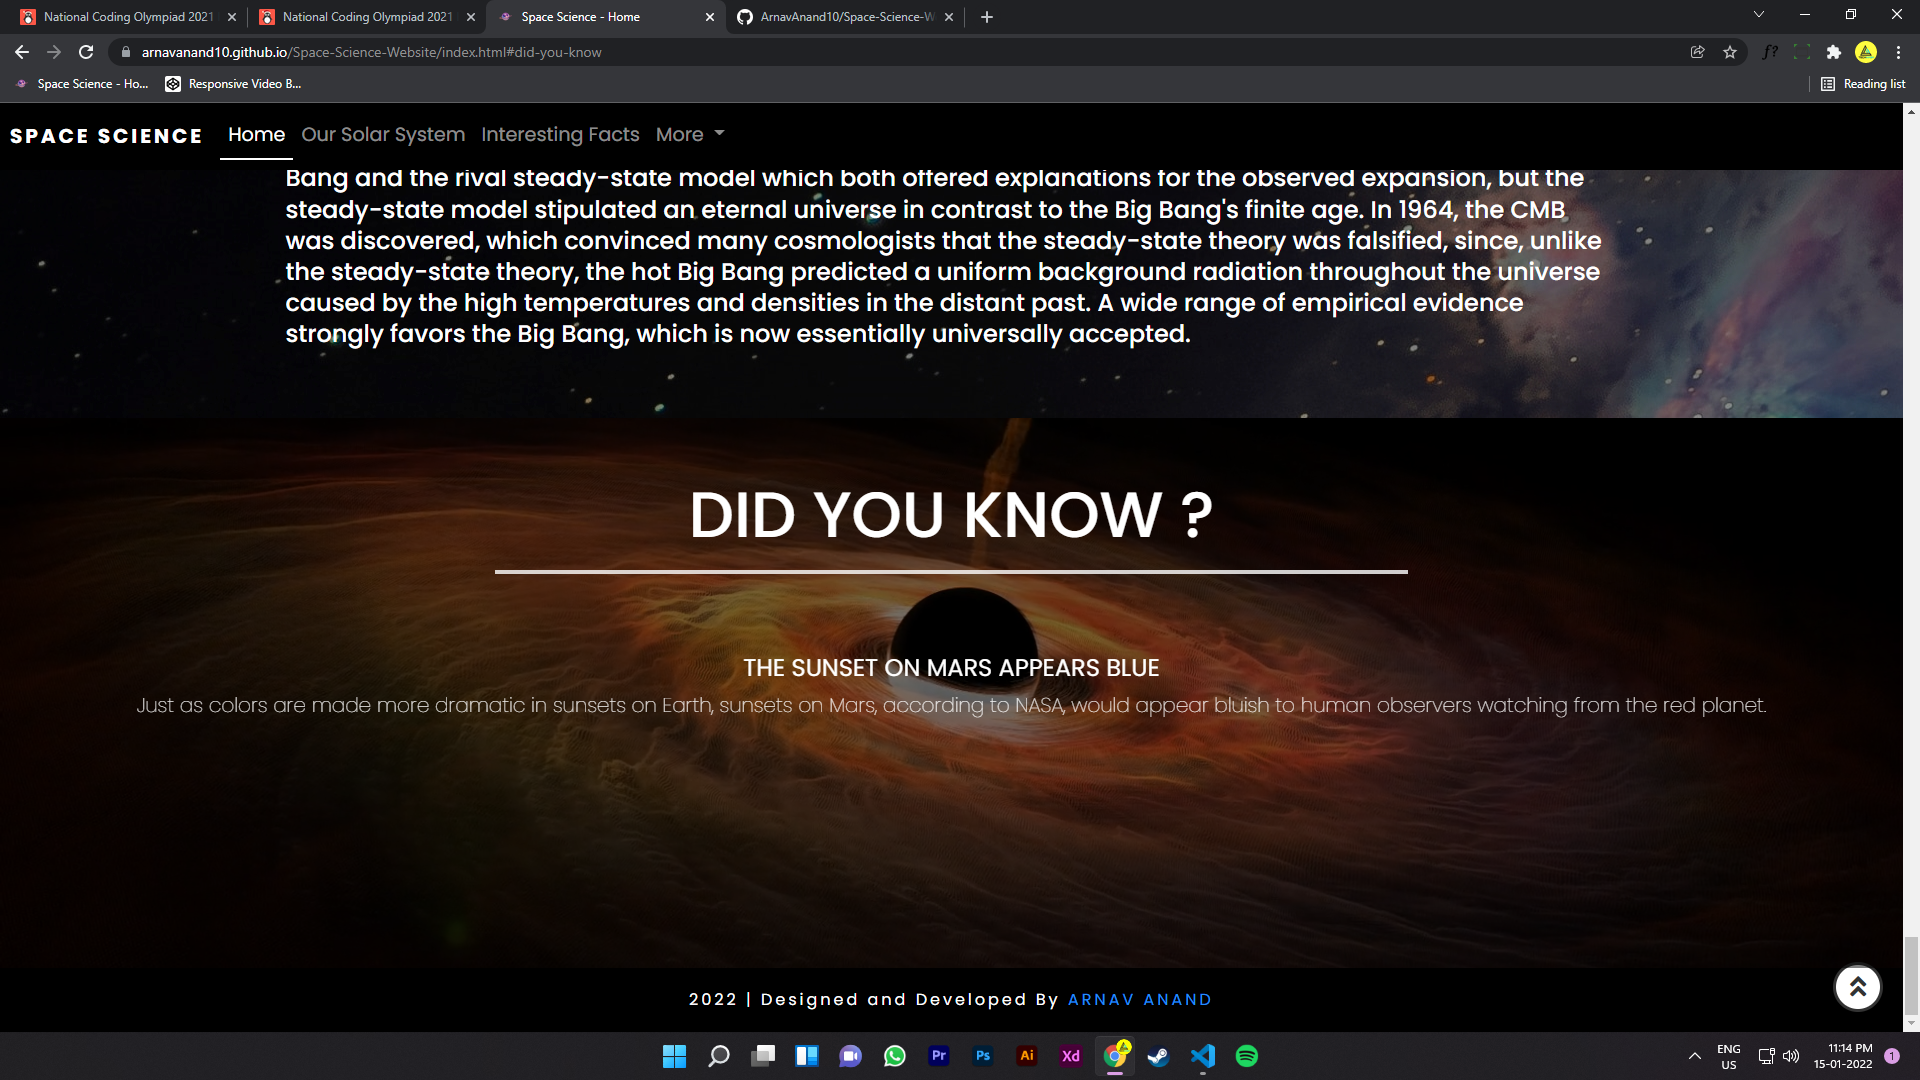 National Coding Olympiad 2021
National Coding Olympiad 2021
Space Science - Home
ArnavAnand10/Space-Science-W
arnavanand10.github.io/Space-Science-Website/index.html#did-you-know
f?
Space Science - Ho...
Responsive Video B...
Reading list
SPACE SCIENCE
Home
Our Solar System
Interesting Facts
More
Bang and the rival steady-state model which both offered explanations for the observed expansion, but the
steady-state model stipulated an eternal universe in contrast to the Big Bang's finite age. In 1964, the CMB
was discovered, which convinced many cosmologists that the steady-state theory was falsified, since, unlike
the steady-state theory, the hot Big Bang predicted a uniform background radiation throughout the universe
caused by the high temperatures and densities in the distant past. A wide range of empirical evidence
strongly favors the Big Bang, which is now essentially universally accepted.
DID YOU KNOW ?
THE SUNSET ON MARS APPEARS BLUE
Just as colors are made more dramatic in sunsets on Earth, sunsets on Mars, according to NASA, would appear bluish to human observers watching from the red planet.
2022 | Designed and Developed By ARNAV ANAND
Pr
Ps
Ai
Xd
ENG
US
11:14 PM
15-01-2022
1